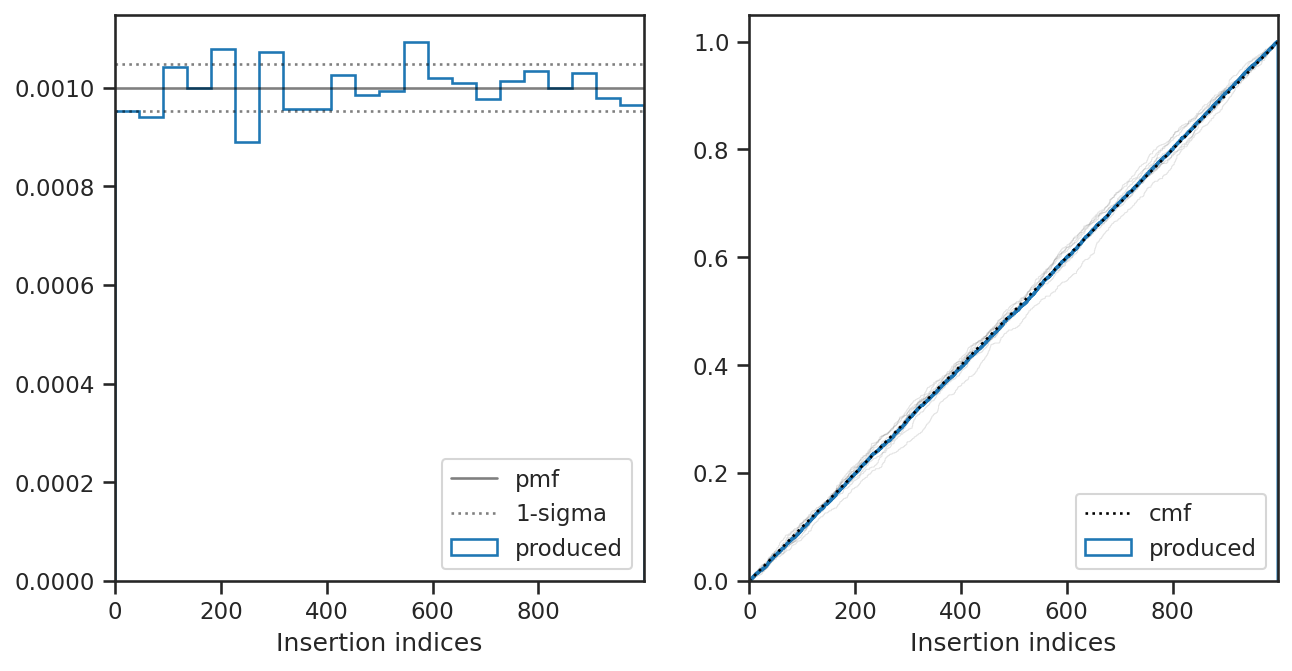 0.0010
0.0008
0.0006
0.0004
0.0002
0.0000
0 200 400 600 800
Insertion indices
pmf
1-sigma
produced
1.0
0.8
0.6
0.4
0.2
0.0
0 200 400 600 800
Insertion indices
cmf
produced